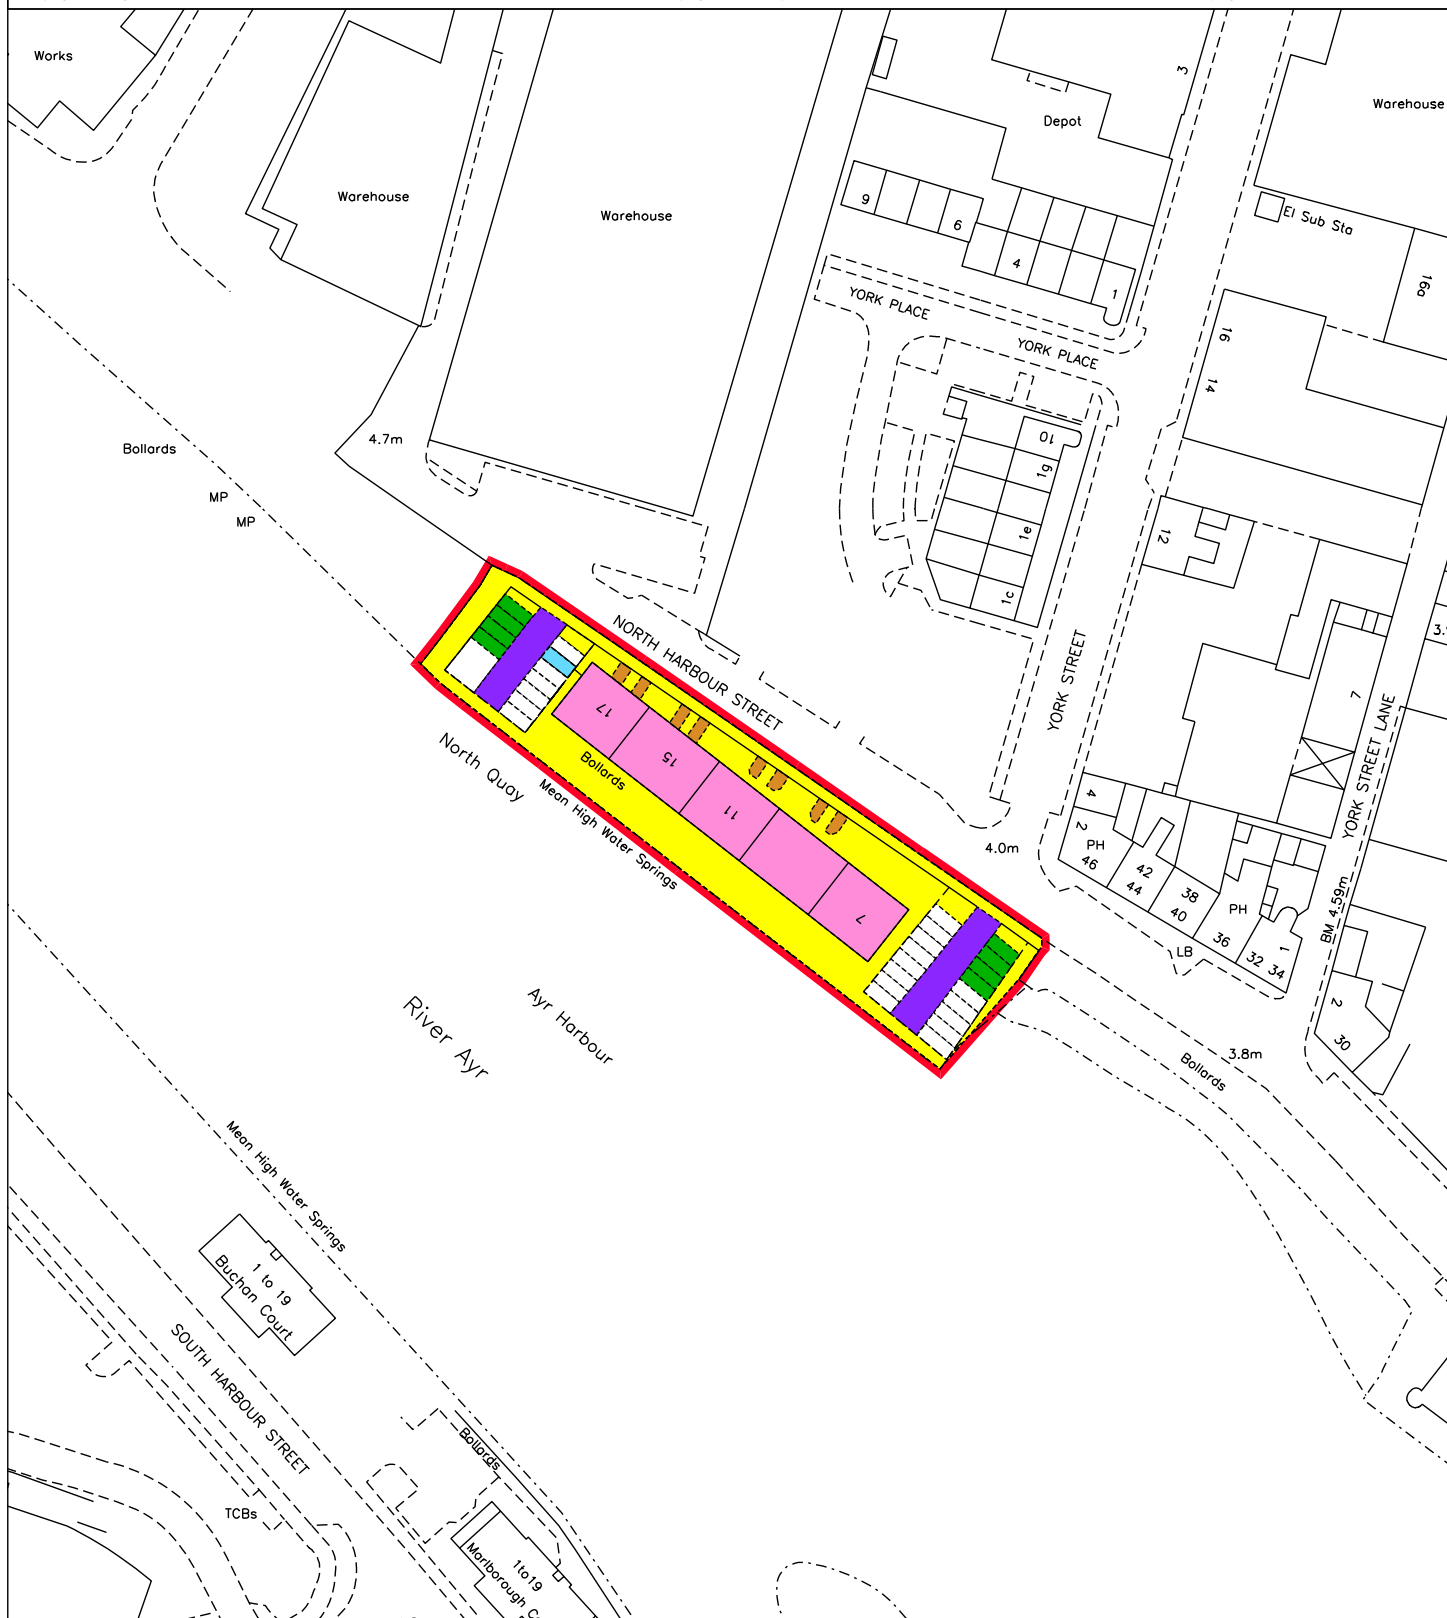 Works
Warehouse
Warehouse
Depot
3
Warehouse
9
6
4
1
El Sub Sta
16a
YORK PLACE
YORK PLACE
16
14
4.7m
Bollards
MP
MP
10
1g
1e
1c
12
NORTH HARBOUR STREET
YORK STREET
7
YORK STREET LANE
17
15
11
7
Bollards
North Quay
Mean High Water Springs
4.0m
4
2
PH
46
42
44
38
40
PH
36
32 34
1
LB
BM 4.59m
2
30
3.8m
Bollards
River Ayr
Ayr Harbour
Mean High Water Springs
1 to 19
Buchan Court
SOUTH HARBOUR STREET
Bollards
TCBs
1to19
Marlborough